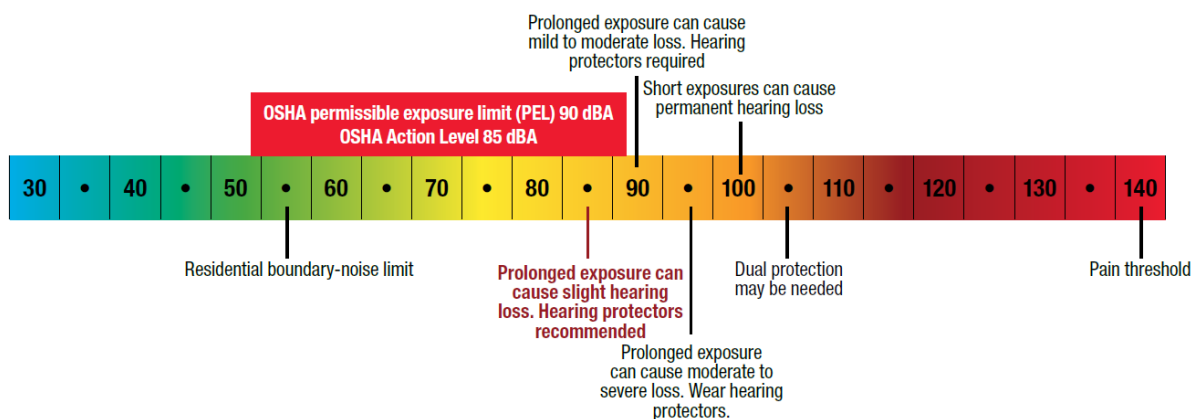 Prolonged exposure can cause
mild to moderate loss. Hearing
protectors required
Short exposures can cause
permanent hearing loss
OSHA permissible exposure limit (PEL) 90 dBA
OSHA Action Level 85 dBA
30 • 40 • 50 • 60 • 70 • 80 • 90 • 100 • 110 • 120 • 130 • 140
Residential boundary-noise limit
Prolonged exposure can
cause slight hearing
loss. Hearing protectors
recommended
Prolonged exposure
can cause moderate to
severe loss. Wear hearing
protectors.
Dual protection
may be needed
Pain threshold